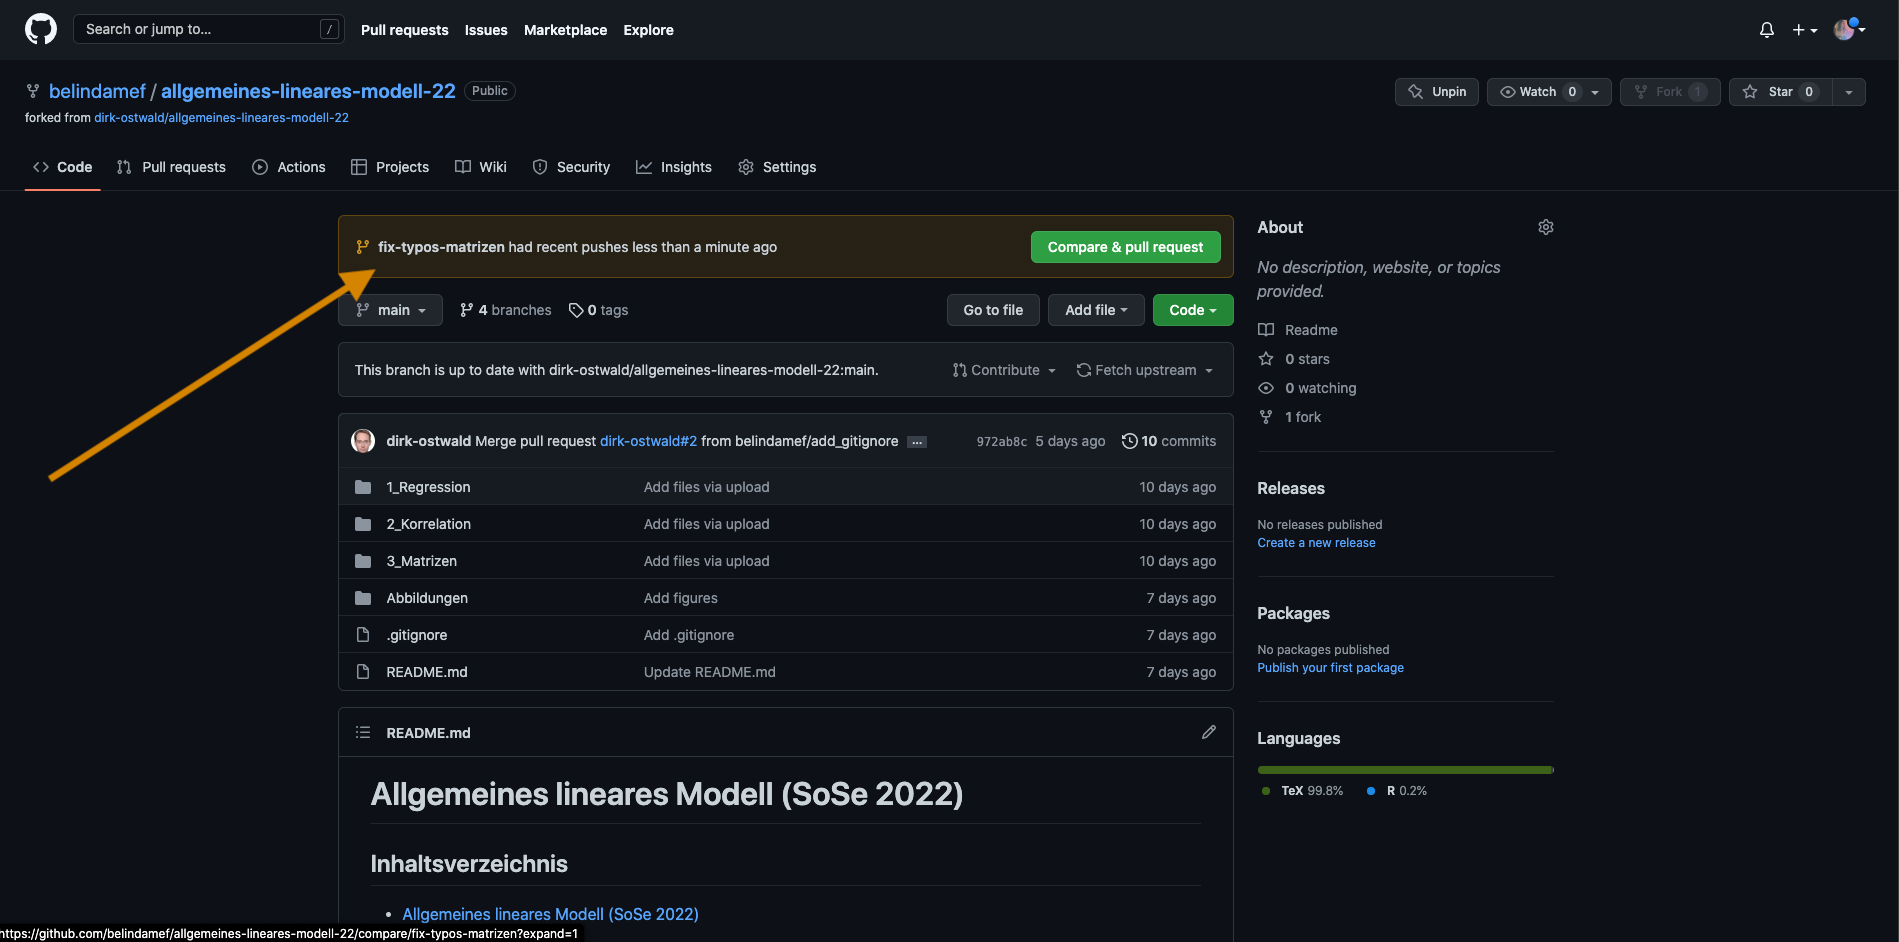 Search or jump to... /
Pull requests Issues Marketplace Explore
belindamef / allgemeines-lineares-modell-22 Public
Unpin Watch 0 Fork 1 Star 0
forked from dirk-ostwald/allgemeines-lineares-modell-22
Code Pull requests Actions Projects Wiki Security Insights Settings
fix-typos-matrizen had recent pushes less than a minute ago Compare & pull request
main 4 branches 0 tags Go to file Add file Code
This branch is up to date with dirk-ostwald/allgemeines-lineares-modell-22:main. Contribute Fetch upstream
dirk-ostwald Merge pull request dirk-ostwald#2 from belindamef/add_gitignore ... 972ab8c 5 days ago 10 commits
1_Regression Add files via upload 10 days ago
2_Korrelation Add files via upload 10 days ago
3_Matrizen Add files via upload 10 days ago
Abbildungen Add figures 7 days ago
.gitignore Add .gitignore 7 days ago
README.md Update README.md 7 days ago
README.md
Allgemeines lineares Modell (SoSe 2022)
Inhaltsverzeichnis
• Allgemeines lineares Modell (SoSe 2022)
About
No description, website, or topics
provided.
Readme
0 stars
0 watching
1 fork
Releases
No releases published
Create a new release
Packages
No packages published
Publish your first package
Languages
TeX 99.8% R 0.2%
https://github.com/belindamef/allgemeines-lineares-modell-22/compare/fix-typos-matrizen?expand=1